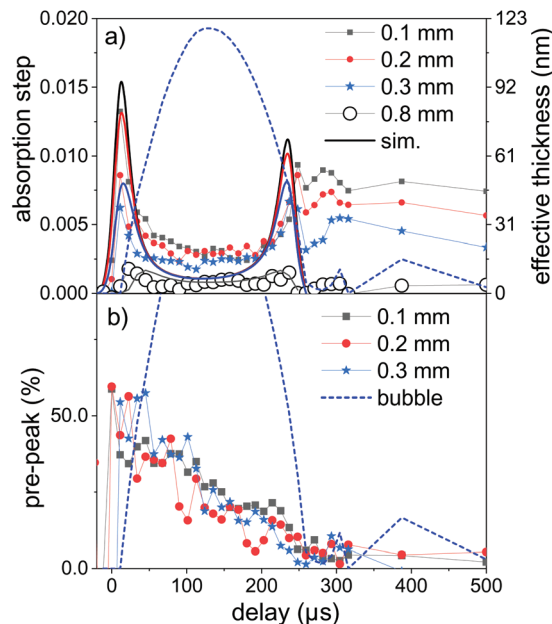 a)
absorption step
0.020
0.015
0.010
0.005
0.000
0.1 mm
0.2 mm
0.3 mm
0.8 mm
sim.
123
92
61
31
0
effective thickness (nm)
b)
pre-peak (%)
50.0
0.0
0.1 mm
0.2 mm
0.3 mm
bubble
0 100 200 300 400 500
delay (µs)